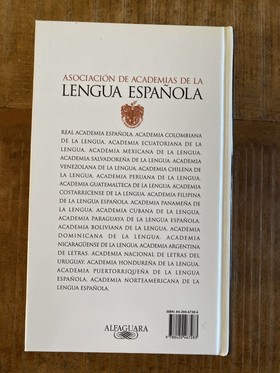 ASOCIACIÓN DE ACADEMIAS DE LA
LENGUA ESPAÑOLA
REAL ACADEMIA ESPAÑOLA. ACADEMIA COLOMBIANA
DE LA LENGUA. ACADEMIA ECUATORIANA DE LA
LENGUA. ACADEMIA MEXICANA DE LA LENGUA.
ACADEMIA SALVADOREÑA DE LA LENGUA. ACADEMIA
VENEZOLANA DE LA LENGUA. ACADEMIA CHILENA DE
LA LENGUA. ACADEMIA PERUANA DE LA LENGUA.
ACADEMIA GUATEMALTECA DE LA LENGUA. ACADEMIA
COSTARRICENSE DE LA LENGUA. ACADEMIA FILIPINA
DE LA LENGUA ESPAÑOLA. ACADEMIA PANAMEÑA DE
LA LENGUA. ACADEMIA CUBANA DE LA LENGUA.
ACADEMIA PARAGUAYA DE LA LENGUA ESPAÑOLA.
ACADEMIA BOLIVIANA DE LA LENGUA. ACADEMIA
DOMINICANA DE LA LENGUA. ACADEMIA
NICARAGÜENSE DE LA LENGUA. ACADEMIA ARGENTINA
DE LETRAS. ACADEMIA NACIONAL DE LETRAS DEL
URUGUAY. ACADEMIA HONDUREÑA DE LA LENGUA.
ACADEMIA PUERTORRIQUEÑA DE LA LENGUA
ESPAÑOLA. ACADEMIA NORTEAMERICANA DE LA
LENGUA ESPAÑOLA.
ALFAGUARA